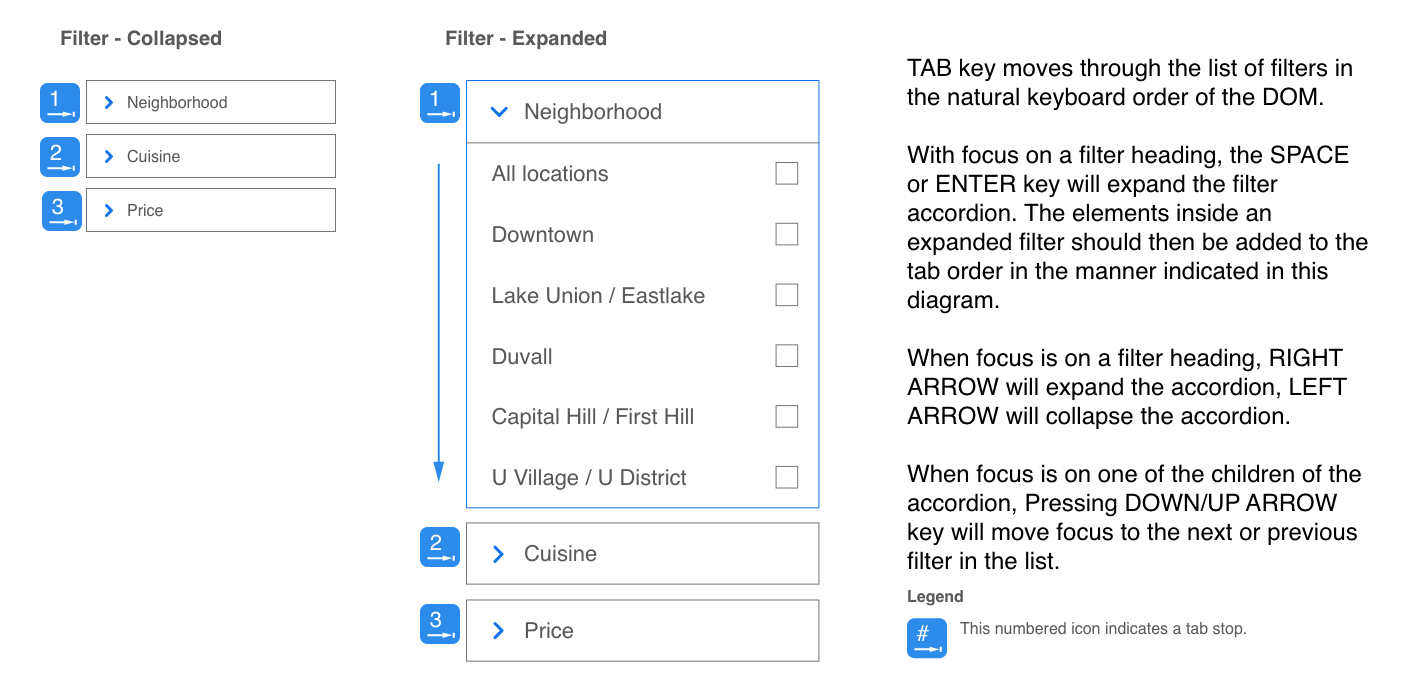 Filter - Collapsed
1
Neighborhood
2
Cuisine
3
Price
Filter - Expanded
1
Neighborhood
All locations
Downtown
Lake Union / Eastlake
Duvall
Capital Hill / First Hill
U Village / U District
2
Cuisine
3
Price
TAB key moves through the list of filters in
the natural keyboard order of the DOM.
With focus on a filter heading, the SPACE
or ENTER key will expand the filter
accordion. The elements inside an
expanded filter should then be added to the
tab order in the manner indicated in this
diagram.
When focus is on a filter heading, RIGHT
ARROW will expand the accordion, LEFT
ARROW will collapse the accordion.
When focus is on one of the children of the
accordion, Pressing DOWN/UP ARROW
key will move focus to the next or previous
filter in the list.
Legend
#
This numbered icon indicates a tab stop.